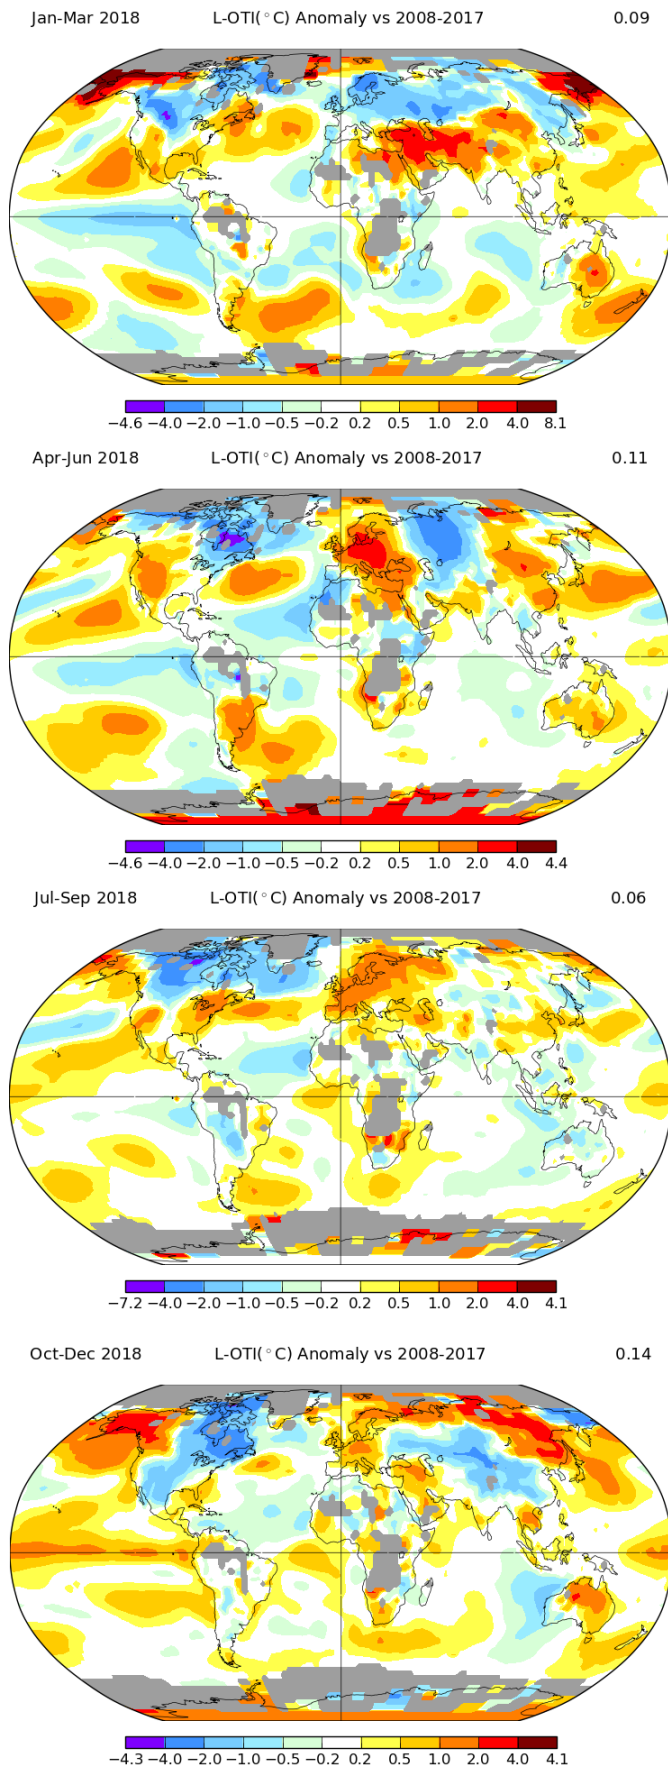 Jan-Mar 2018 L-OTI(°C) Anomaly vs 2008-2017 0.09
−4.6 −4.0 −2.0 −1.0 −0.5 −0.2 0.2 0.5 1.0 2.0 4.0 8.1
Apr-Jun 2018 L-OTI(°C) Anomaly vs 2008-2017 0.11
−4.6 −4.0 −2.0 −1.0 −0.5 −0.2 0.2 0.5 1.0 2.0 4.0 4.4
Jul-Sep 2018 L-OTI(°C) Anomaly vs 2008-2017 0.06
−7.2 −4.0 −2.0 −1.0 −0.5 −0.2 0.2 0.5 1.0 2.0 4.0 4.1
Oct-Dec 2018 L-OTI(°C) Anomaly vs 2008-2017 0.14
−4.3 −4.0 −2.0 −1.0 −0.5 −0.2 0.2 0.5 1.0 2.0 4.0 4.1